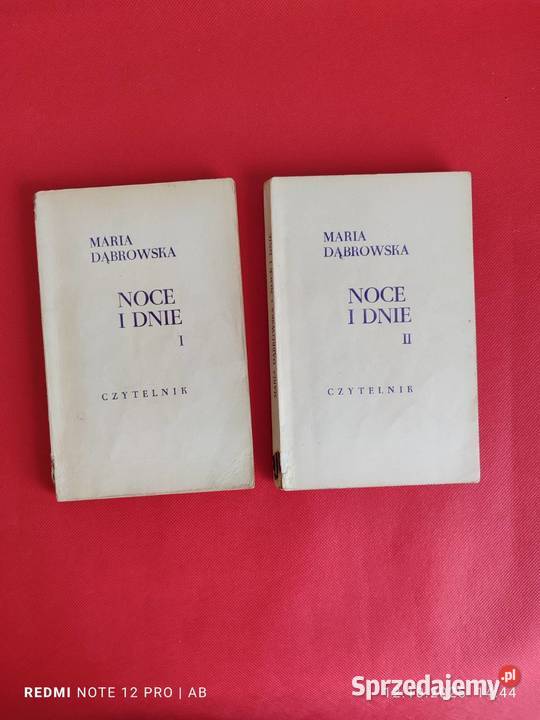 MARIA
DĄBROWSKA
NOCE
I DNIE
I
CZYTELNIK
MARIA
DĄBROWSKA
NOCE
I DNIE
II
CZYTELNIK
REDMI NOTE 12 PRO | AB
Sprzedajemy.pl